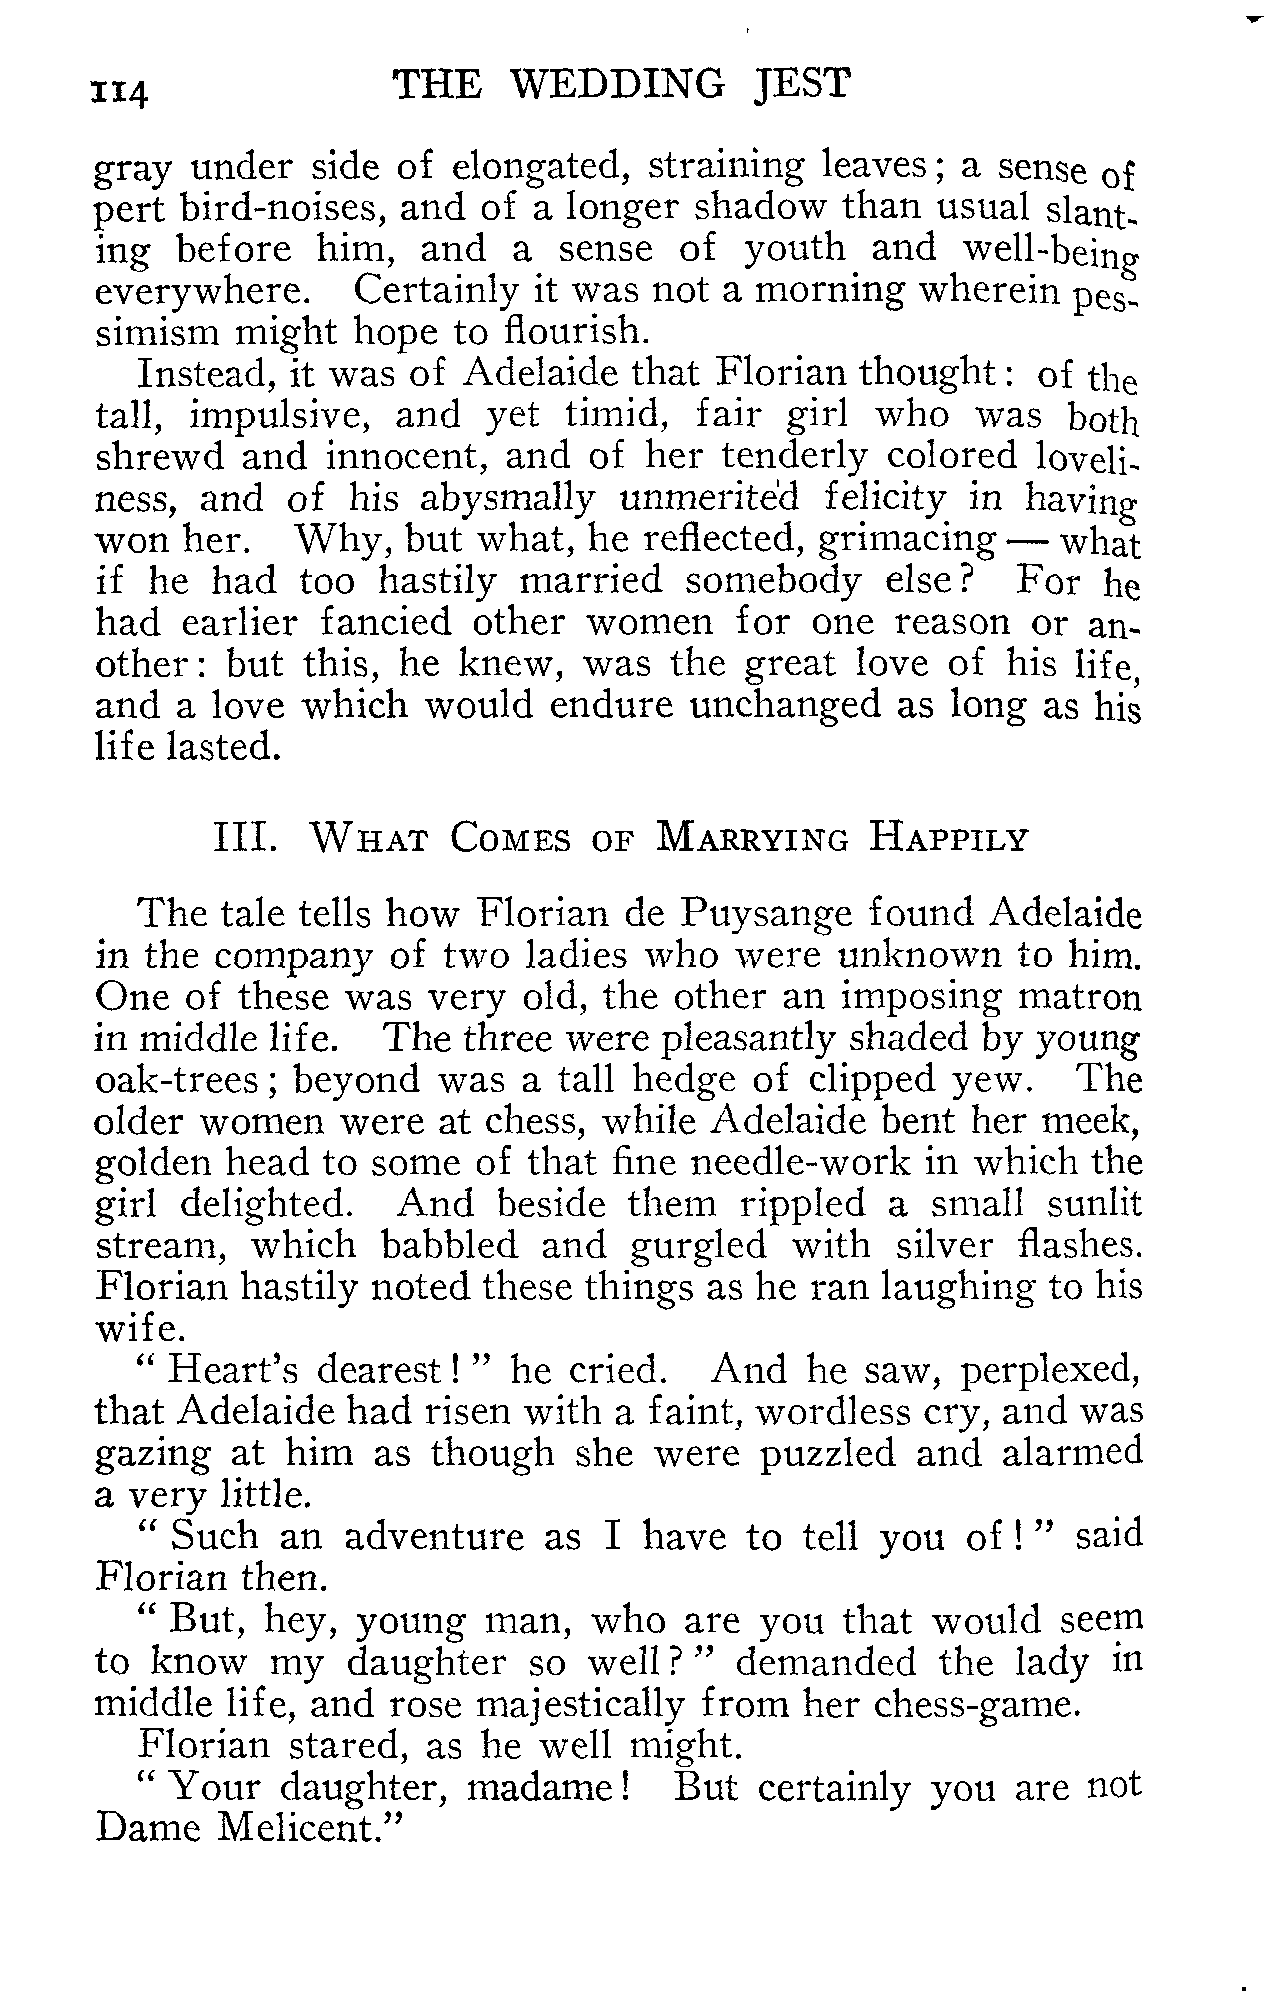 114 THE WEDDING JEST
gray under side of elongated, straining leaves; a sense of
pert bird-noises, and of a longer shadow than usual slant-
ing before him, and a sense of youth and well-being
everywhere. Certainly it was not a morning wherein pes-
simism might hope to flourish.
Instead, it was of Adelaide that Florian thought: of the
tall, impulsive, and yet timid, fair girl who was both
shrewd and innocent, and of her tenderly colored loveli-
ness, and of his abysmally unmerited felicity in having
won her. Why, but what, he reflected, grimacing — what
if he had too hastily married somebody else? For he
had earlier fancied other women for one reason or an-
other: but this, he knew, was the great love of his life,
and a love which would endure unchanged as long as his
life lasted.
III. What Comes of Marrying Happily
The tale tells how Florian de Puysange found Adelaide
in the company of two ladies who were unknown to him.
One of these was very old, the other an imposing matron
in middle life. The three were pleasantly shaded by young
oak-trees; beyond was a tall hedge of clipped yew. The
older women were at chess, while Adelaide bent her meek,
golden head to some of that fine needle-work in which the
girl delighted. And beside them rippled a small sunlit
stream, which babbled and gurgled with silver flashes.
Florian hastily noted these things as he ran laughing to his
wife.
"Heart's dearest!" he cried. And he saw, perplexed,
that Adelaide had risen with a faint, wordless cry, and was
gazing at him as though she were puzzled and alarmed
a very little.
"Such an adventure as I have to tell you of!" said
Florian then.
"But, hey, young man, who are you that would seem
to know my daughter so well?" demanded the lady in
middle life, and rose majestically from her chess-game.
Florian stared, as he well might.
"Your daughter, madame! But certainly you are not
Dame Melicent."